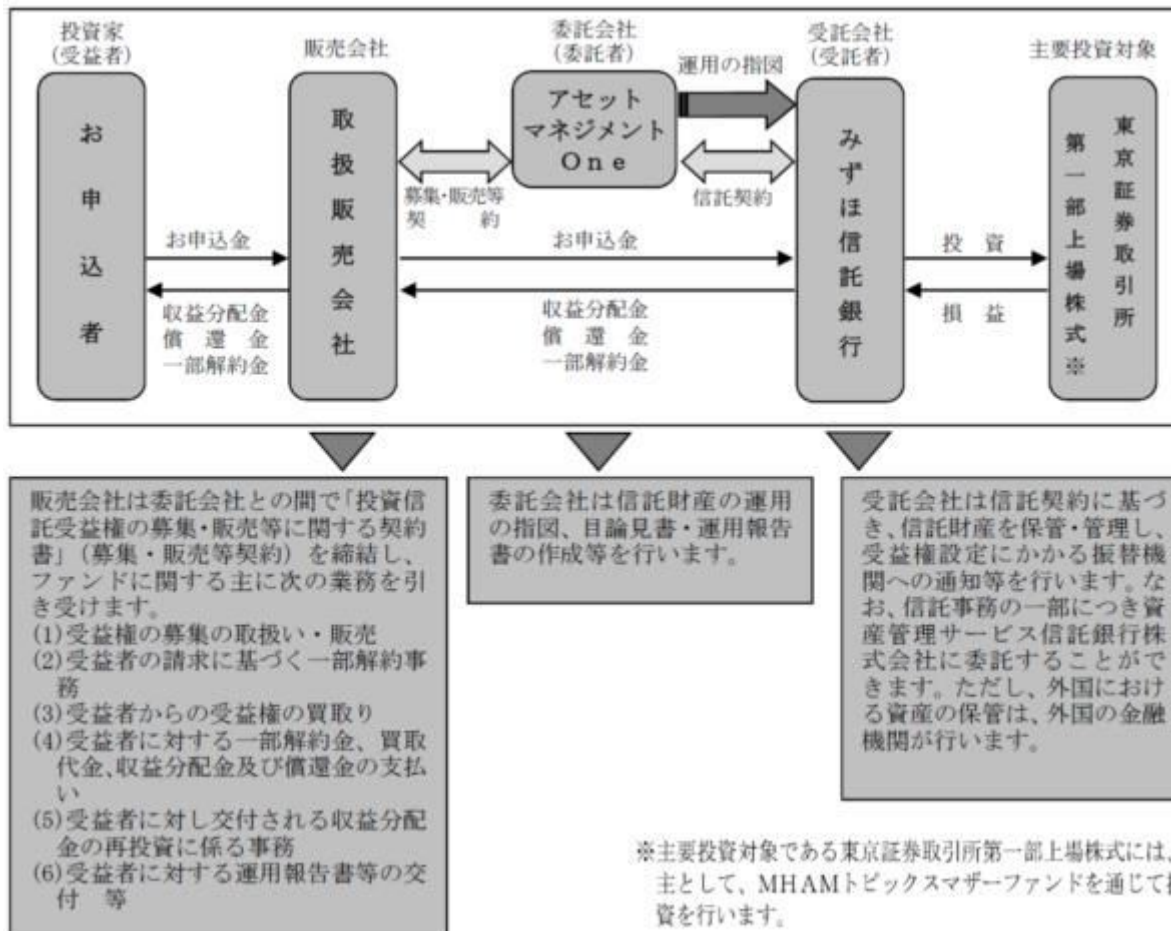 投資家
(受益者)
販売会社
委託会社
(委託者)
受託会社
(受託者)
主要投資対象
運用の指図
お申込者
取扱販売会社
アセット
マネジメント
One
みずほ信託銀行
東京証券取引所
第一部上場株式※
募集・販売等
契約
信託契約
お申込金
お申込金
投資
収益分配金
償還金
一部解約金
収益分配金
償還金
一部解約金
損益
販売会社は委託会社との間で「投資信
託受益権の募集・販売等に関する契約
書」（募集・販売等契約）を締結し、
ファンドに関する主に次の業務を引
き受けます。
(1)受益権の募集の取扱い・販売
(2)受益者の請求に基づく一部解約事
務
(3)受益者からの受益権の買取り
(4)受益者に対する一部解約金、買取
代金、収益分配金及び償還金の支払
い
(5)受益者に対し交付される収益分配
金の再投資に係る事務
(6)受益者に対する運用報告書等の交
付　等
委託会社は信託財産の運用
の指図、目論見書・運用報告
書の作成等を行います。
受託会社は信託契約に基づ
き、信託財産を保管・管理し、
受益権設定にかかる振替機
関への通知等を行います。な
お、信託事務の一部につき資
産管理サービス信託銀行株
式会社に委託することがで
きます。ただし、外国におけ
る資産の保管は、外国の金融
機関が行います。
※主要投資対象である東京証券取引所第一部上場株式には、
主として、MHAMトピックスマザーファンドを通じて
資を行います。